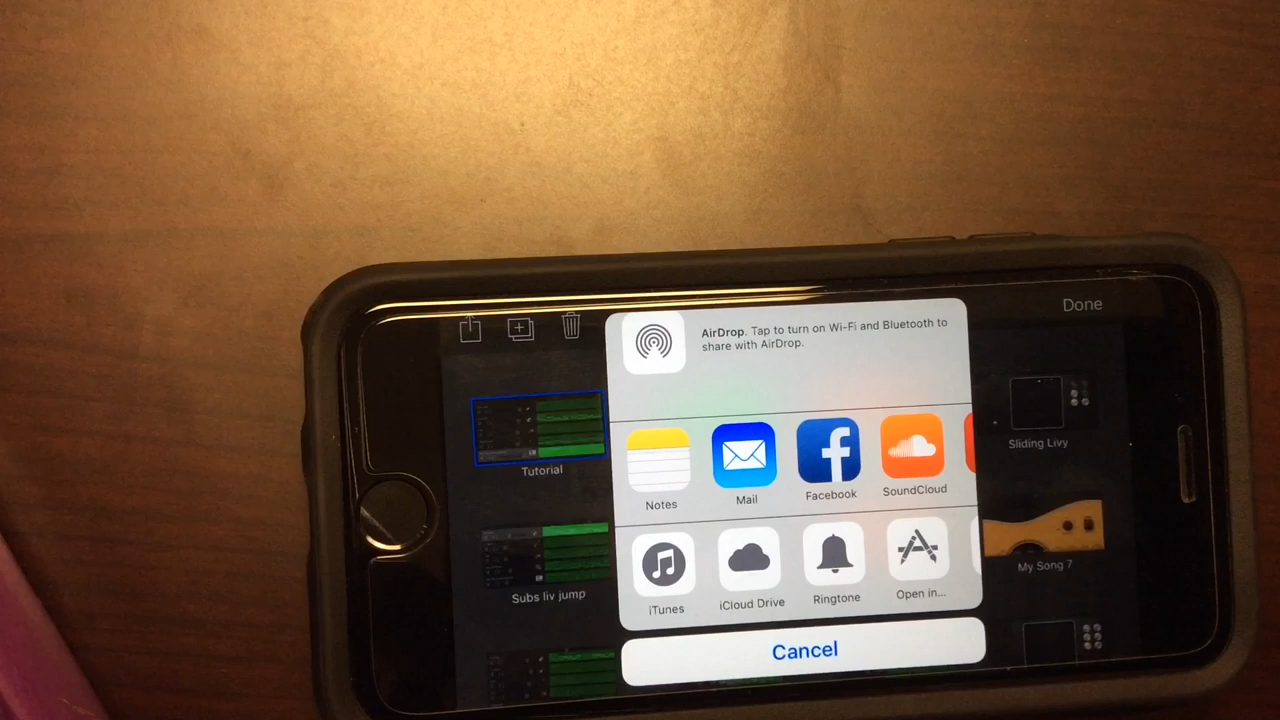 Done
AirDrop. Tap to turn on Wi-Fi and Bluetooth to
share with AirDrop.
Tutorial
Notes
Mail
Facebook
SoundCloud
Sliding Livy
Subs liv jump
iTunes
iCloud Drive
Ringtone
Open in...
My Song 7
Cancel